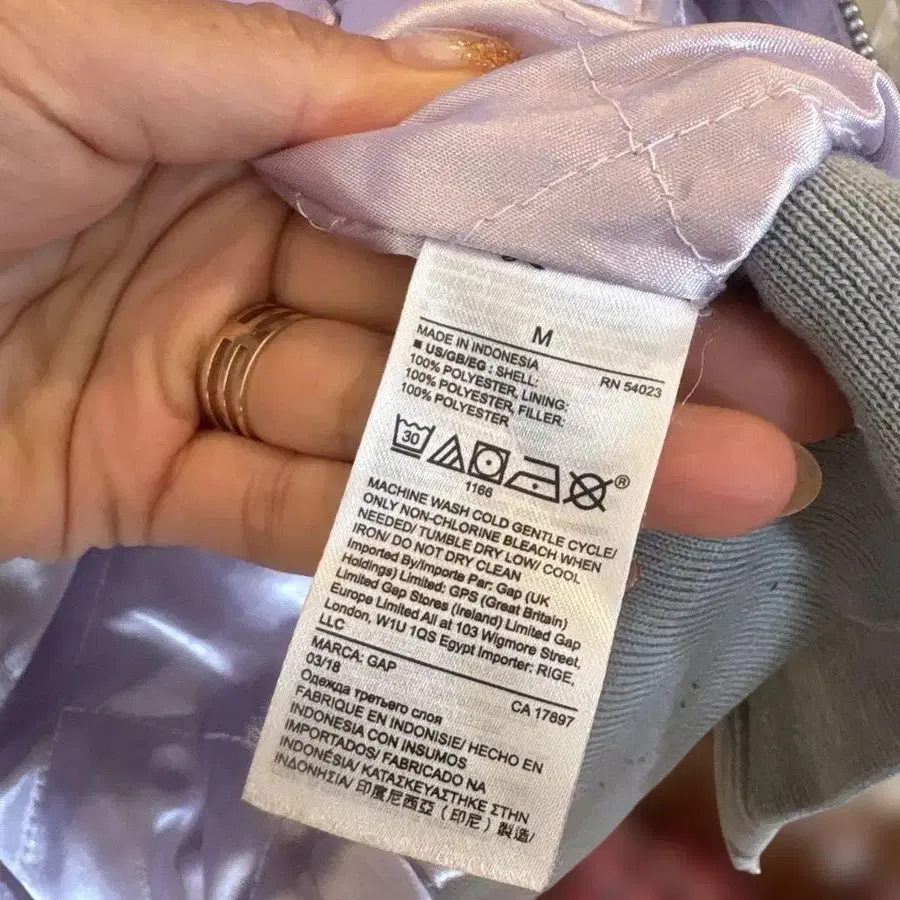 M
MADE IN INDONESIA
RN 54023
■ US/GB/EG : SHELL:
100% POLYESTER, LINING:
100% POLYESTER, FILLER:
100% POLYESTER
30
®
1166
MACHINE WASH COLD GENTLE CYCLE/
ONLY NON-CHLORINE BLEACH WHEN
NEEDED/ TUMBLE DRY LOW/ COOL
IRON/ DO NOT DRY CLEAN
Imported By/Importe Par: Gap (UK
Holdings) Limited: GPS (Great Britain)
Limited Gap Stores (Ireland) Limited Gap
Europe Limited All at 103 Wigmore Street,
London, W1U 1QS Egypt Importer: RIGE,
LLC
MARCA: GAP
CA 17897
03/18
Одежда третьего слоя
FABRIQUE EN INDONISIE/ HECHO EN
INDONESIA CON INSUMOS
IMPORTADOS/ FABRICADO NA
INDONÉSIA/ ΚΑΤΑΣΚΕΥΑΣΤΗΚΕ ΣΤΗΝ
ΙΝΔΟΝΗΣΙΑ/ 印度尼西亞（印尼）製造/